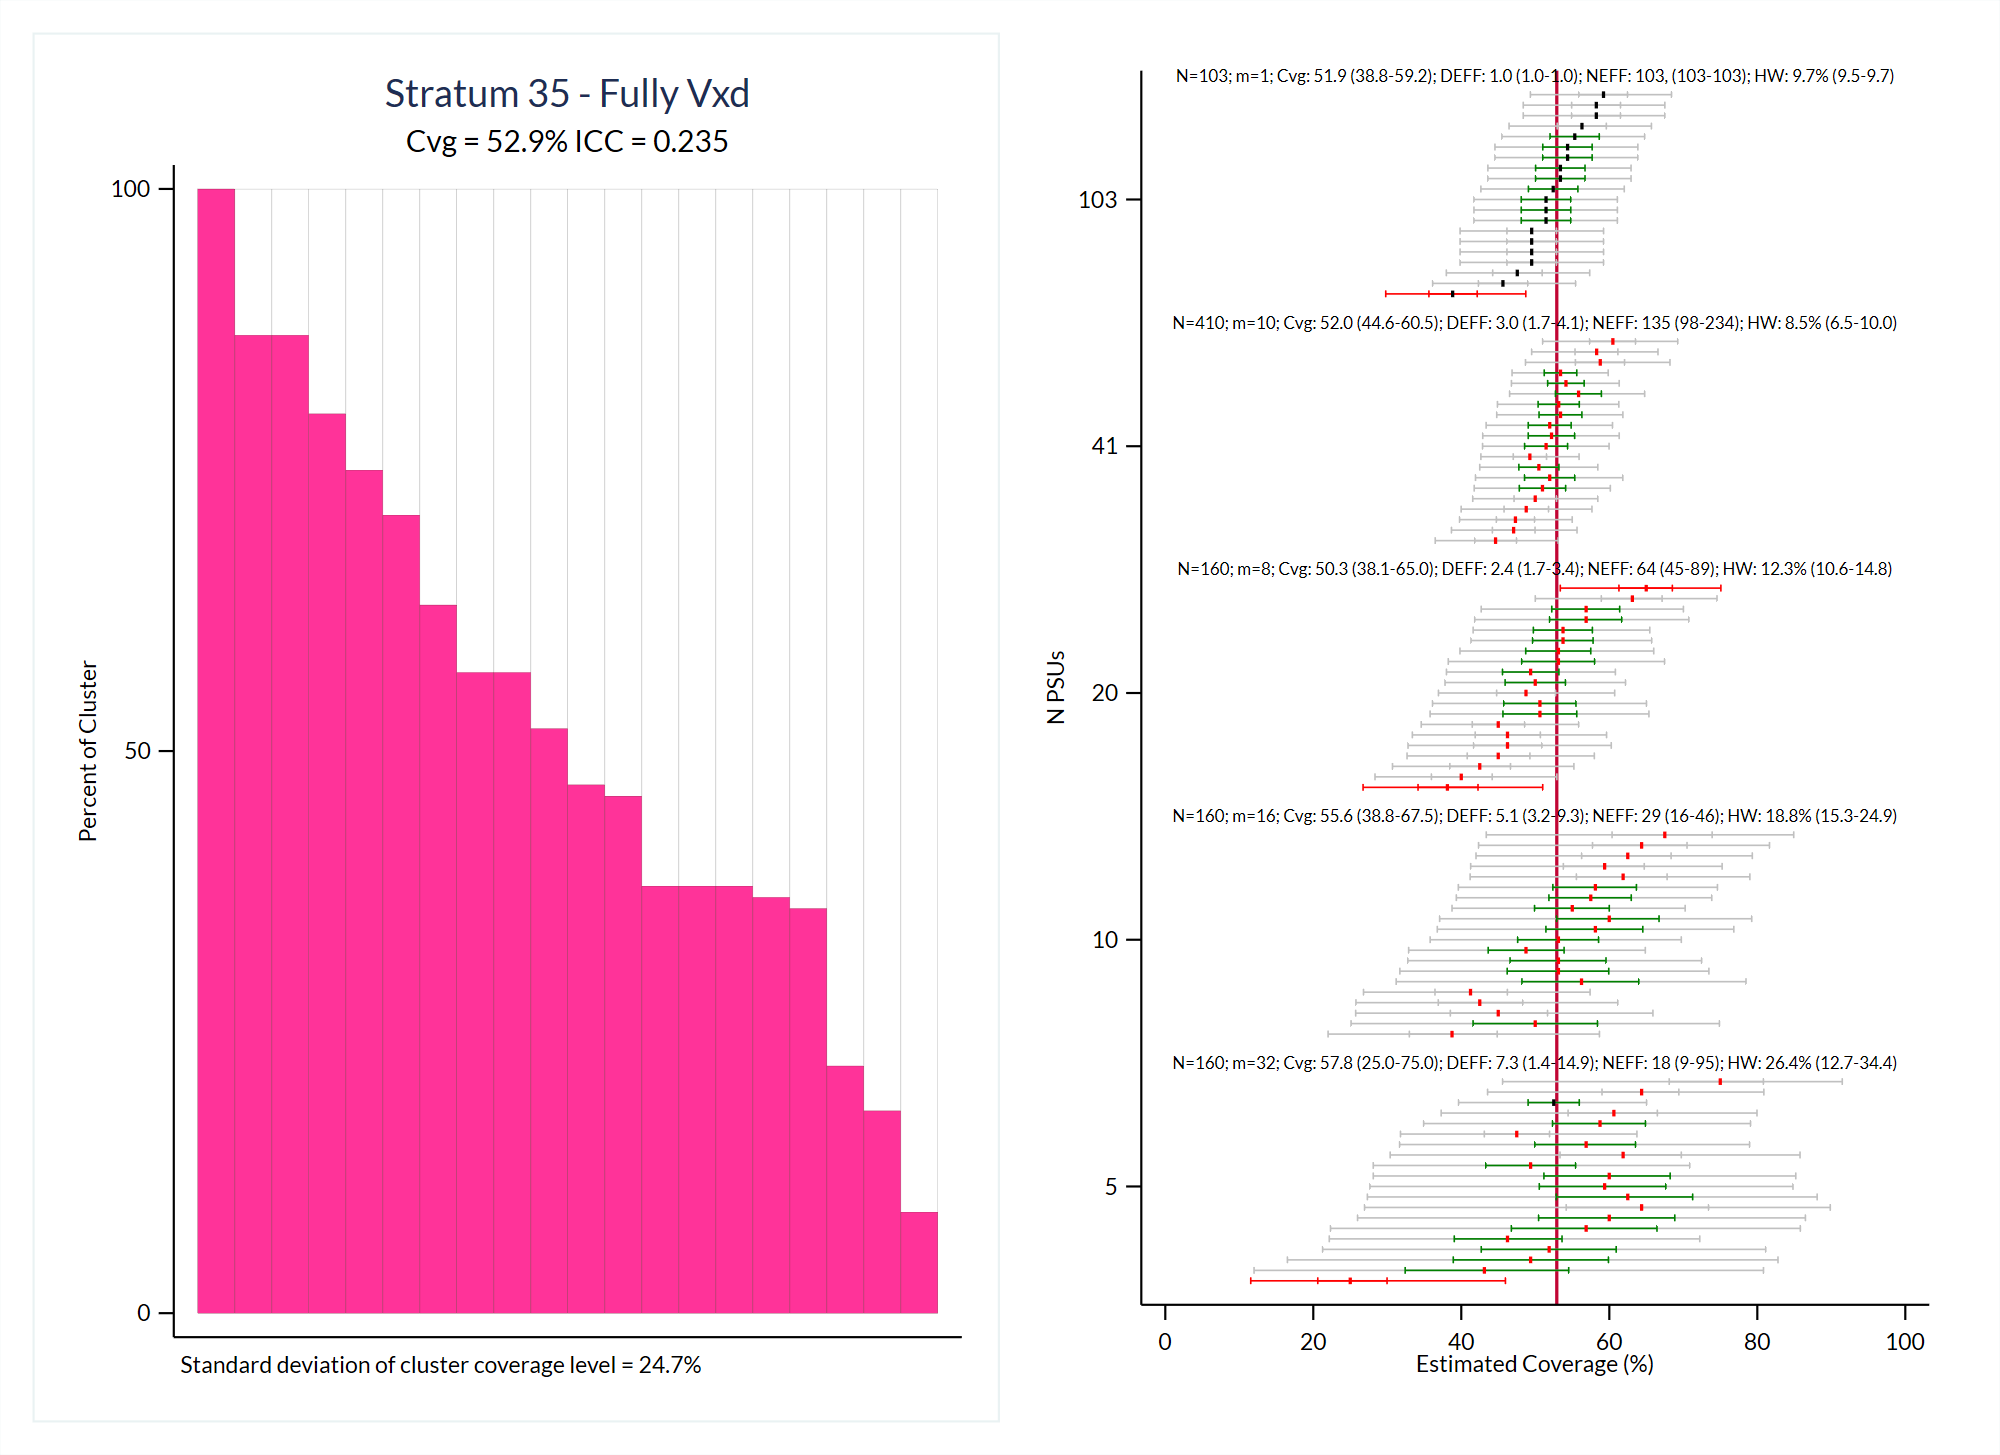 Stratum 35 - Fully Vxd
Cvg = 52.9% ICC = 0.235
100
50
0
Percent of Cluster
Standard deviation of cluster coverage level = 24.7%
N=103; m=1; Cvg: 51.9 (38.8-59.2); DEFF: 1.0 (1.0-1.0); NEFF: 103, (103-103); HW: 9.7% (9.5-9.7)
103
N=410; m=10; Cvg: 52.0 (44.6-60.5); DEFF: 3.0 (1.7-4.1); NEFF: 135 (98-234); HW: 8.5% (6.5-10.0)
41
N=160; m=8; Cvg: 50.3 (38.1-65.0); DEFF: 2.4 (1.7-3.4); NEFF: 64 (45-89); HW: 12.3% (10.6-14.8)
N PSUs
20
N=160; m=16; Cvg: 55.6 (38.8-67.5); DEFF: 5.1 (3.2-9.3); NEFF: 29 (16-46); HW: 18.8% (15.3-24.9)
10
N=160; m=32; Cvg: 57.8 (25.0-75.0); DEFF: 7.3 (1.4-14.9); NEFF: 18 (9-95); HW: 26.4% (12.7-34.4)
5
0 20 40 60 80 100
Estimated Coverage (%)